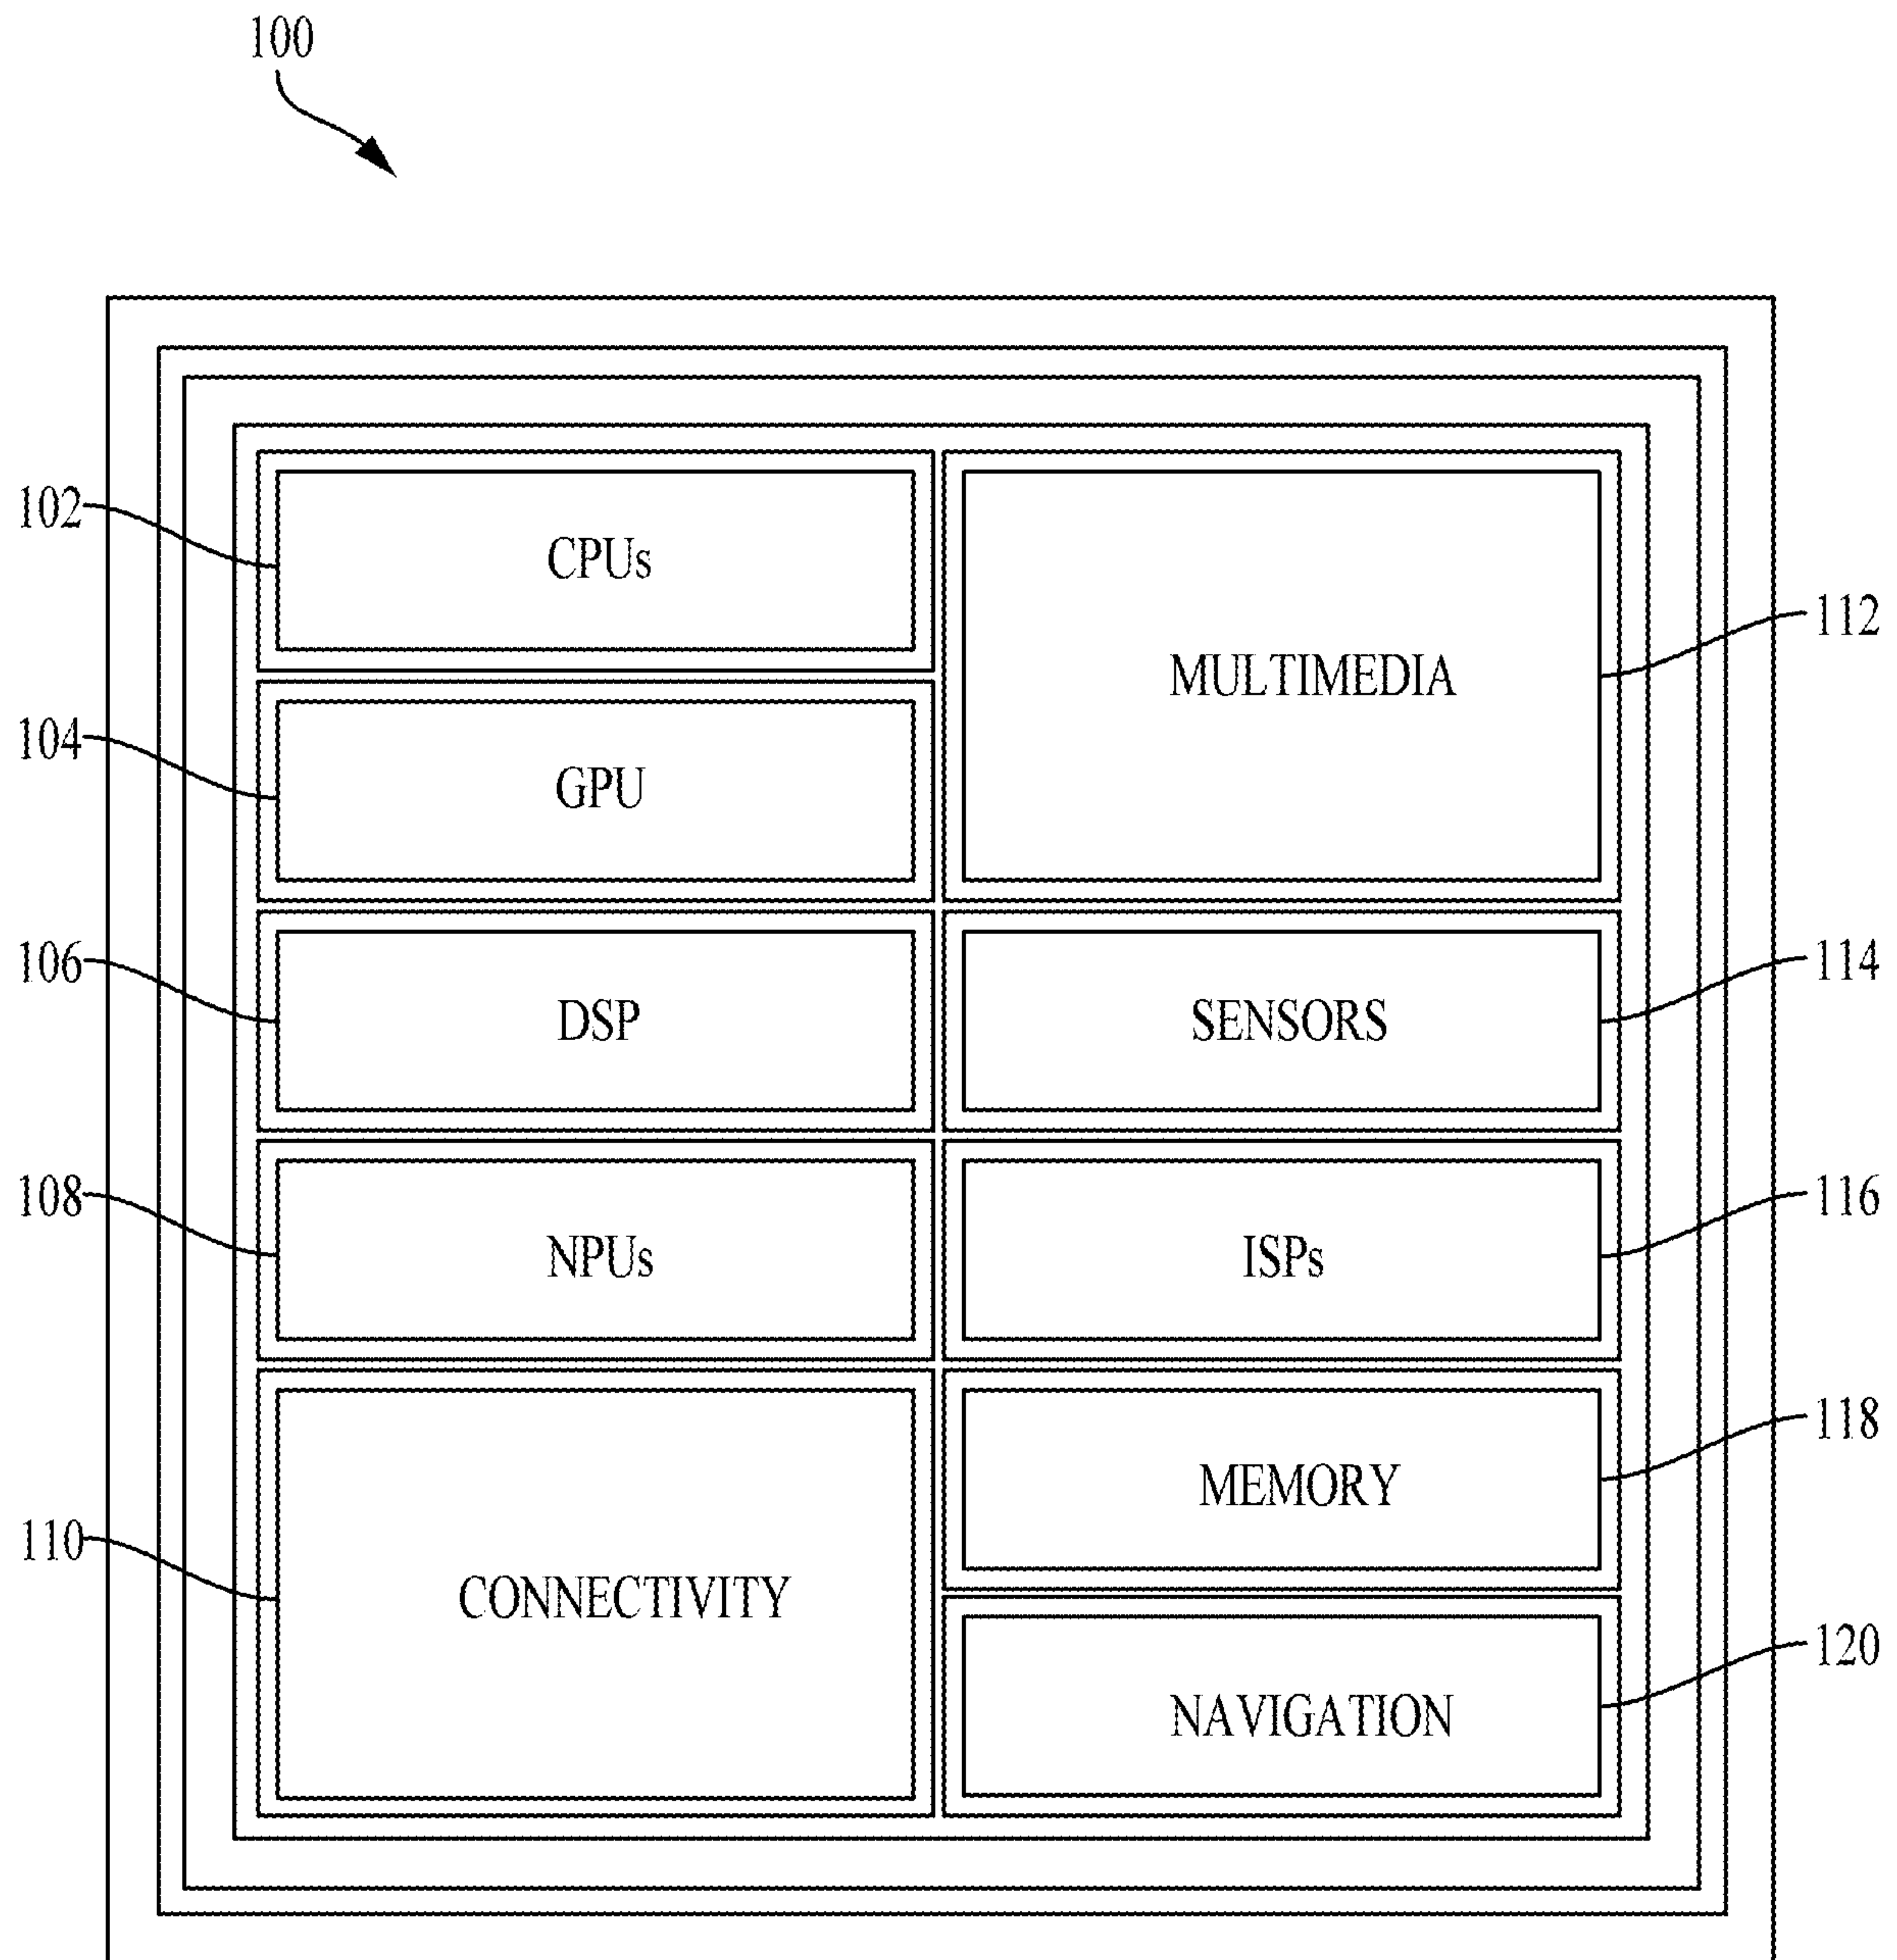 100
102
CPUs
MULTIMEDIA
112
104
GPU
106
DSP
SENSORS
114
108
NPUs
ISPs
116
110
CONNECTIVITY
MEMORY
118
NAVIGATION
120